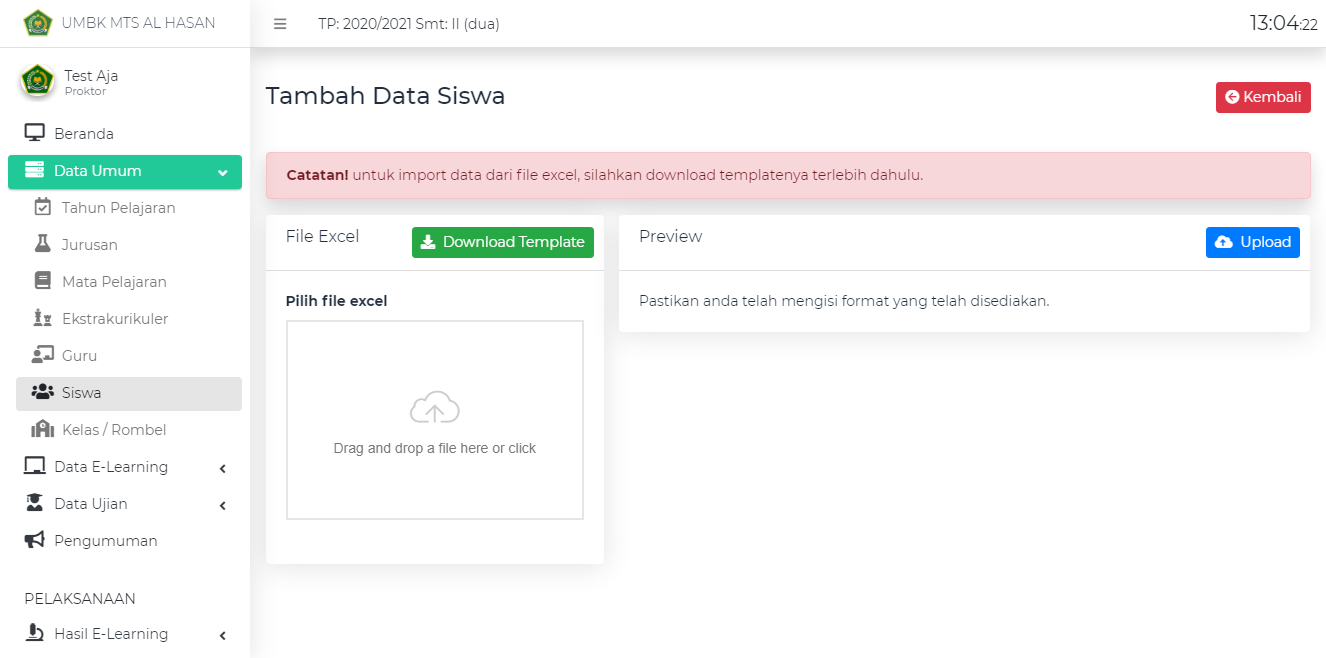 UMBK MTS AL HASAN
TP: 2020/2021 Smt: II (dua)
13:04:22
Test Aja
Proktor
Beranda
Data Umum
Tahun Pelajaran
Jurusan
Mata Pelajaran
Ekstrakurikuler
Guru
Siswa
Kelas / Rombel
Data E-Learning
Data Ujian
Pengumuman
PELAKSANAAN
Hasil E-Learning
Tambah Data Siswa
Kembali
Catatan! untuk import data dari file excel, silahkan download templatenya terlebih dahulu.
File Excel
Download Template
Pilih file excel
Drag and drop a file here or click
Preview
Upload
Pastikan anda telah mengisi format yang telah disediakan.